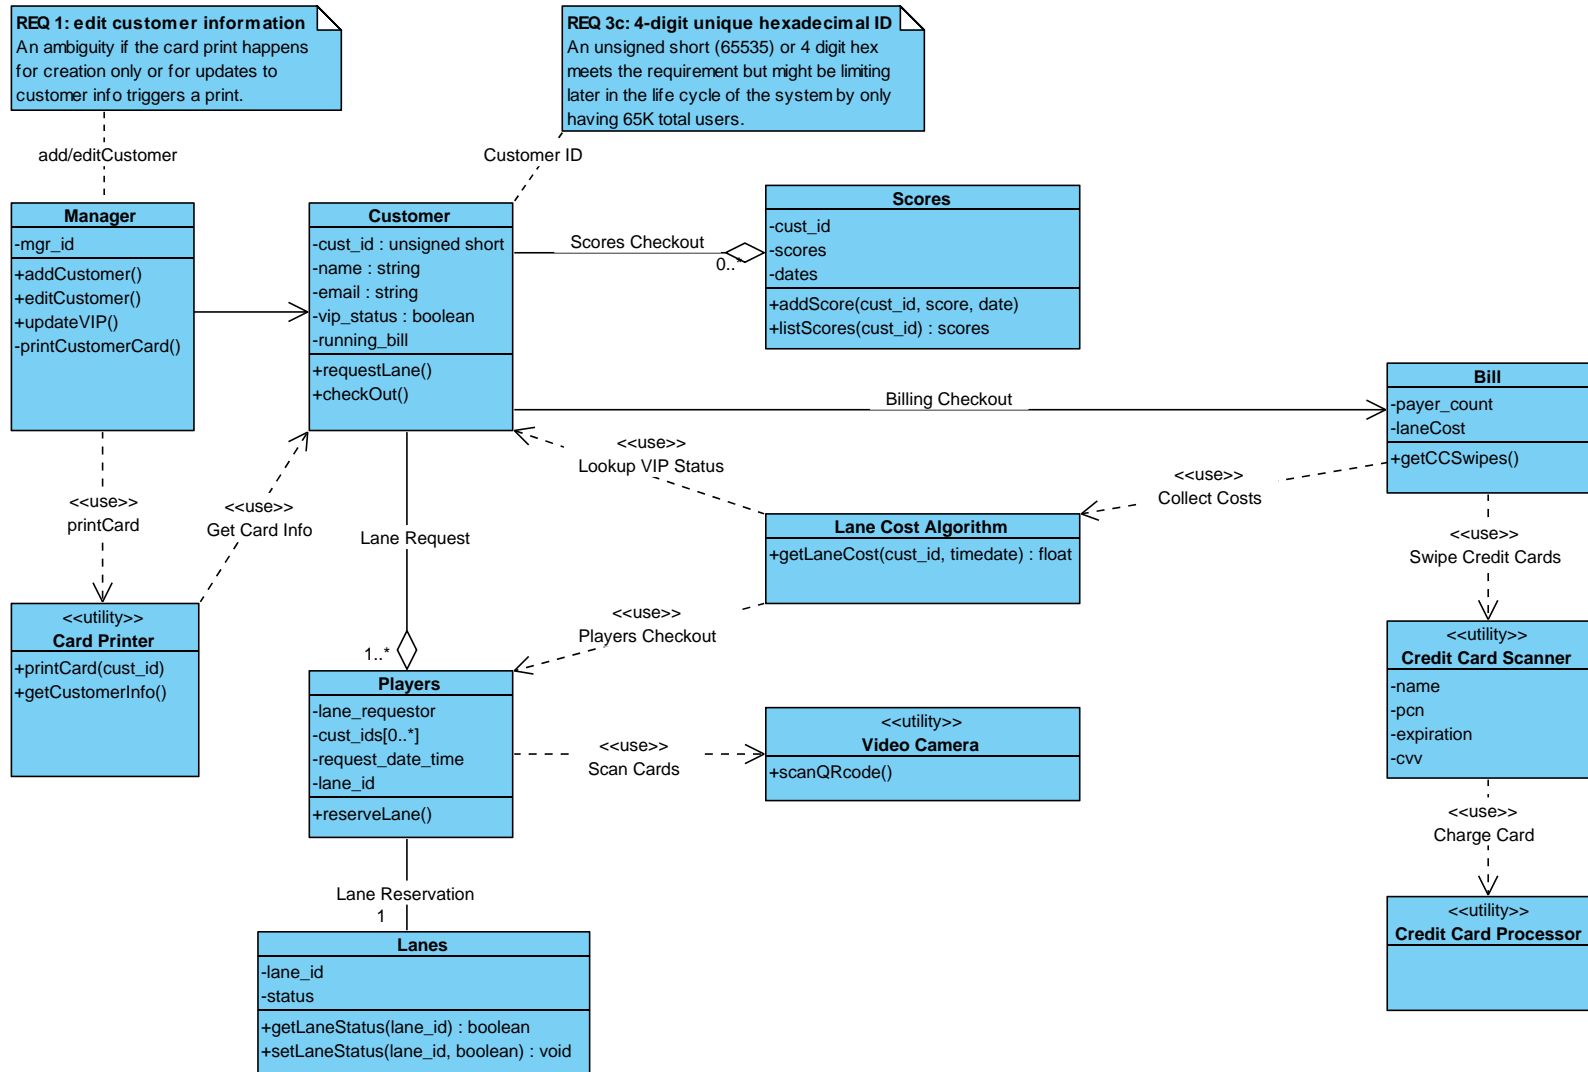 REQ 1: edit customer information
An ambiguity if the card print happens
for creation only or for updates to
customer info triggers a print.
REQ 3c: 4-digit unique hexadecimal ID
An unsigned short (65535) or 4 digit hex
meets the requirement but might be limiting
later in the life cycle of the system by only
having 65K total users.
add/editCustomer
Customer ID
Manager
-mgr_id
+addCustomer()
+editCustomer()
+updateVIP()
-printCustomerCard()
Customer
-cust_id : unsigned short
-name : string
-email : string
-vip_status : boolean
-running_bill
+requestLane()
+checkOut()
Scores Checkout
0..*
Scores
-cust_id
-scores
-dates
+addScore(cust_id, score, date)
+listScores(cust_id) : scores
Billing Checkout
Bill
-payer_count
-laneCost
+getCCSwipes()
<<use>>
printCard
<<use>>
Get Card Info
Lane Request
1..*
<<use>>
Lookup VIP Status
<<use>>
Collect Costs
Lane Cost Algorithm
+getLaneCost(cust_id, timedate) : float
<<use>>
Swipe Credit Cards
<<use>>
Players Checkout
<<utility>>
Card Printer
+printCard(cust_id)
+getCustomerInfo()
Players
-lane_requestor
-cust_ids[0..*]
-request_date_time
-lane_id
+reserveLane()
<<use>>
Scan Cards
<<utility>>
Video Camera
+scanQRcode()
<<utility>>
Credit Card Scanner
-name
-pcn
-expiration
-cvv
<<use>>
Charge Card
Lane Reservation
1
Lanes
-lane_id
-status
+getLaneStatus(lane_id) : boolean
+setLaneStatus(lane_id, boolean) : void
<<utility>>
Credit Card Processor